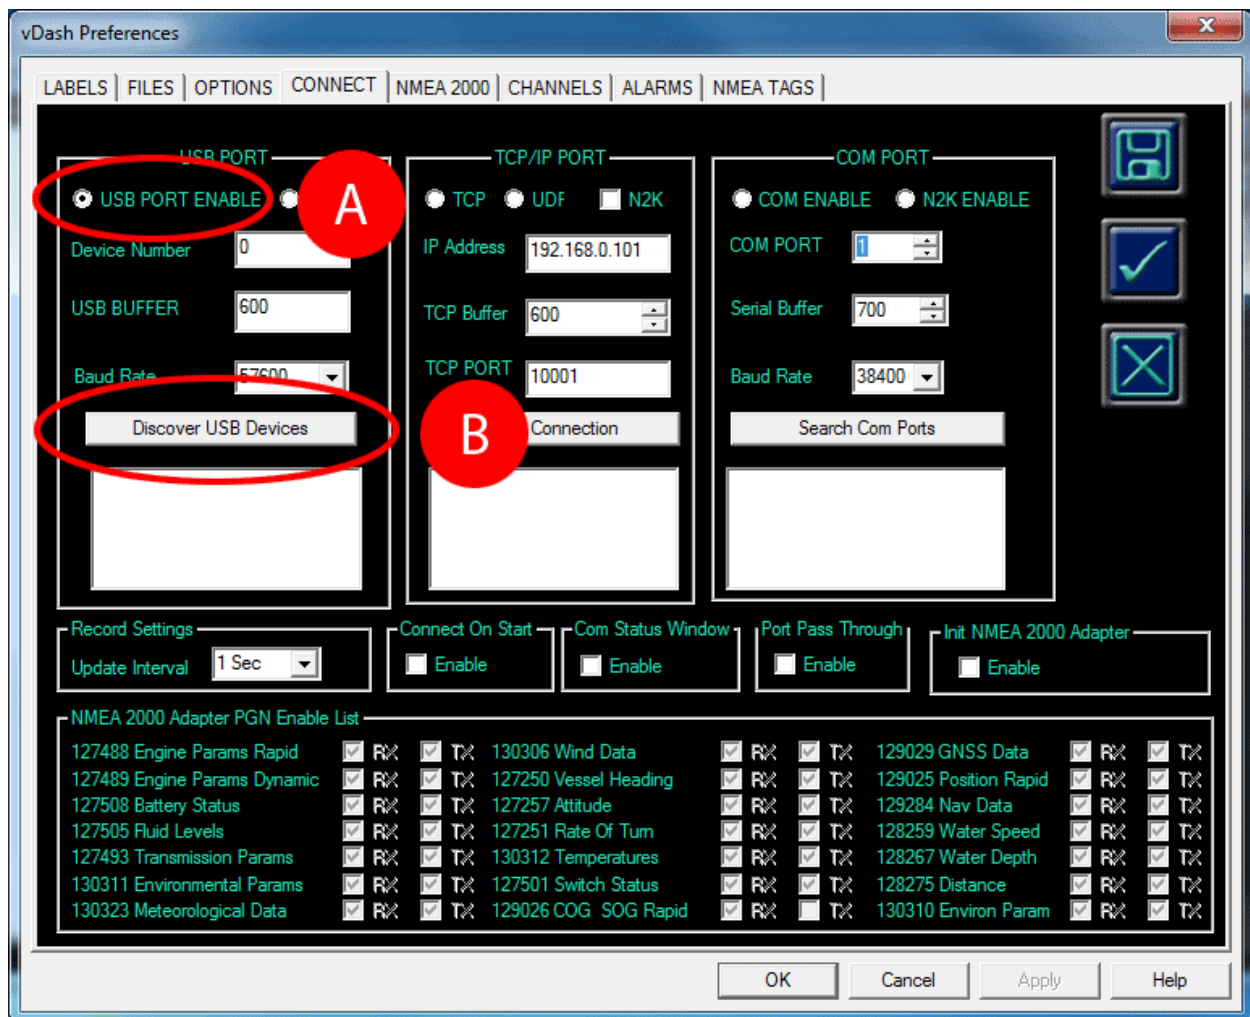 vDash Preferences
X
LABELS FILES OPTIONS CONNECT NMEA 2000 CHANNELS ALARMS NMEA TAGS
USB PORT
USB PORT ENABLE
A
Device Number 0
USB BUFFER 600
Baud Rate 57600
Discover USB Devices
TCP/IP PORT
TCP UDF N2K
IP Address 192.168.0.101
TCP Buffer 600
TCP PORT 10001
B
Connection
COM PORT
COM ENABLE N2K ENABLE
COM PORT 1
Serial Buffer 700
Baud Rate 38400
Search Com Ports
Record Settings
Update Interval 1 Sec
Connect On Start
Enable
Com Status Window
Enable
Port Pass Through
Enable
Init NMEA 2000 Adapter
Enable
NMEA 2000 Adapter PGN Enable List
127488 Engine Params Rapid RX TX 130306 Wind Data RX TX 129029 GNSS Data RX TX
127489 Engine Params Dynamic RX TX 127250 Vessel Heading RX TX 129025 Position Rapid RX TX
127508 Battery Status RX TX 127257 Attitude RX TX 129284 Nav Data RX TX
127505 Fluid Levels RX TX 127251 Rate Of Turn RX TX 128259 Water Speed RX TX
127493 Transmission Params RX TX 130312 Temperatures RX TX 128267 Water Depth RX TX
130311 Environmental Params RX TX 127501 Switch Status RX TX 128275 Distance RX TX
130323 Meteorological Data RX TX 129026 COG SOG Rapid RX TX 130310 Environ Param RX TX
OK Cancel Apply Help